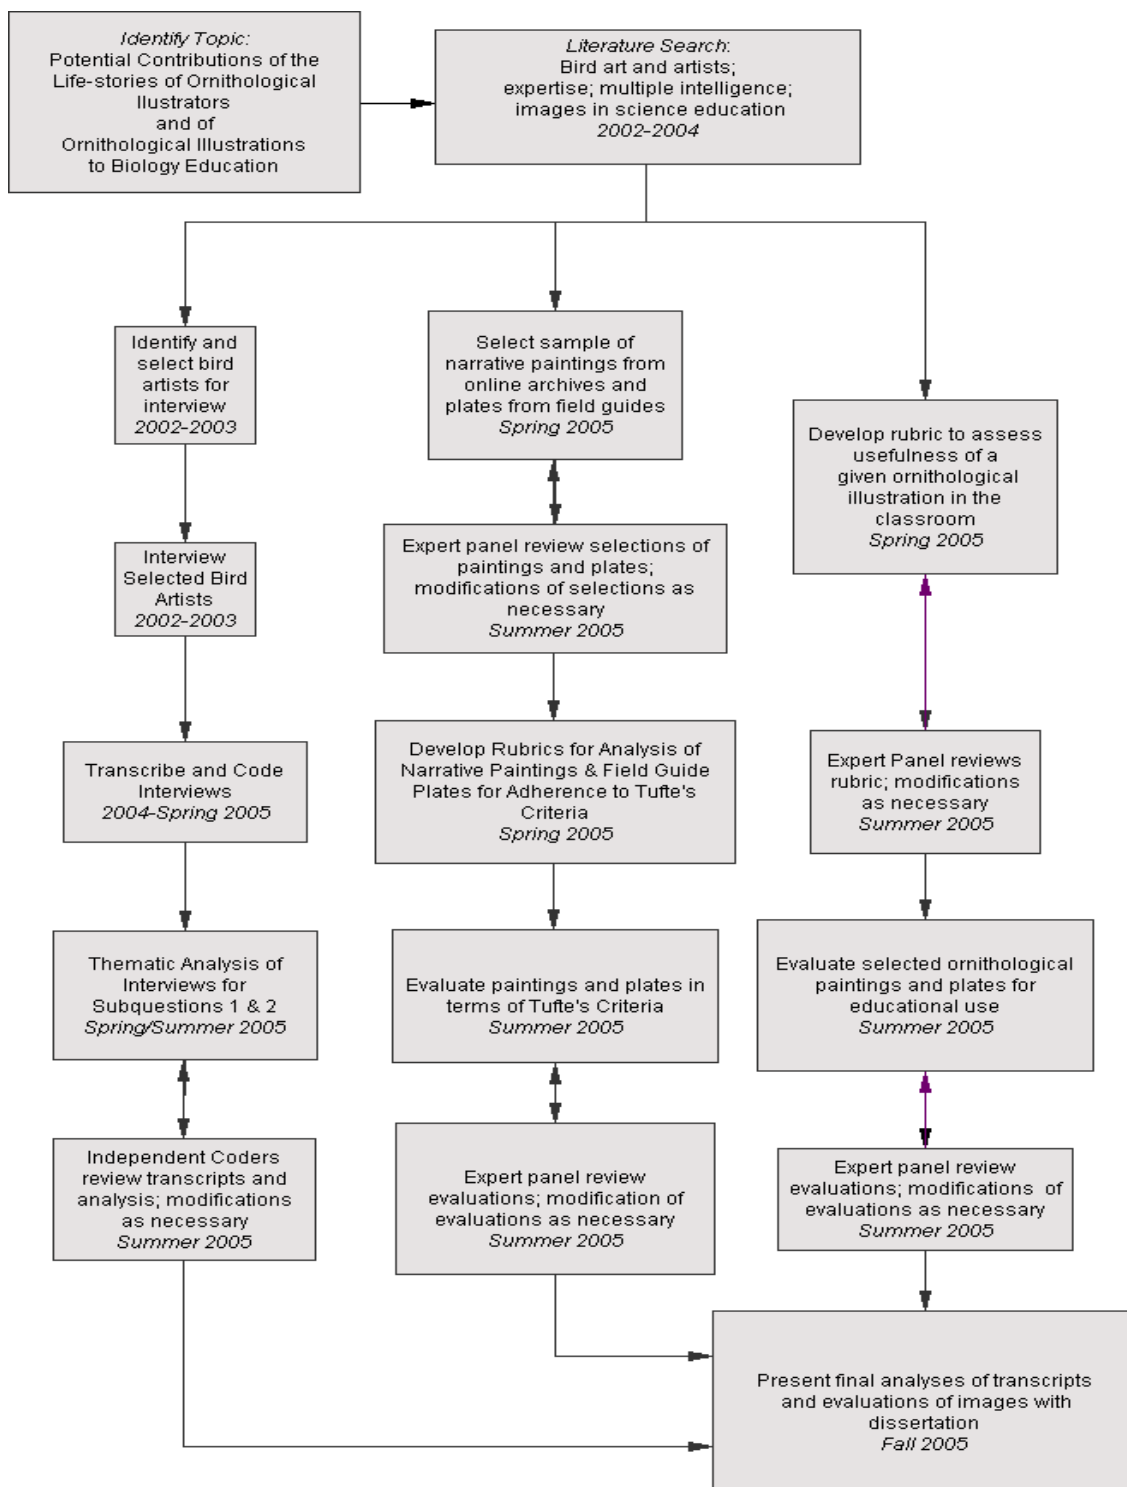 Identify Topic:
Potential Contributions of the
Life-stories of Ornithological
Ilustrators
and of
Ornithological Illustrations
to Biology Education
Literature Search:
Bird art and artists;
expertise; multiple intelligence;
images in science education
2002-2004
Identify and
select bird
artists for
interview
2002-2003
Interview
Selected Bird
Artists
2002-2003
Transcribe and Code
Interviews
2004-Spring 2005
Thematic Analysis of
Interviews for
Subquestions 1 & 2
Spring/Summer 2005
Independent Coders
review transcripts and
analysis; modifications
as necessary
Summer 2005
Select sample of
narrative paintings from
online archives and
plates from field guides
Spring 2005
Expert panel review selections of
paintings and plates;
modifications of selections as
necessary
Summer 2005
Develop Rubrics for Analysis of
Narrative Paintings & Field Guide
Plates for Adherence to Tufte's
Criteria
Spring 2005
Evaluate paintings and plates in
terms of Tufte's Criteria
Summer 2005
Expert panel review
evaluations; modification of
evaluations as necessary
Summer 2005
Develop rubric to assess
usefulness of a
given ornithological
illustration in the
classroom
Spring 2005
Expert Panel reviews
rubric; modifications
as necessary
Summer 2005
Evaluate selected ornithological
paintings and plates for
educational use
Summer 2005
Expert panel review
evaluations; modifications of
evaluations as necessary
Summer 2005
Present final analyses of transcripts
and evaluations of images with
dissertation
Fall 2005